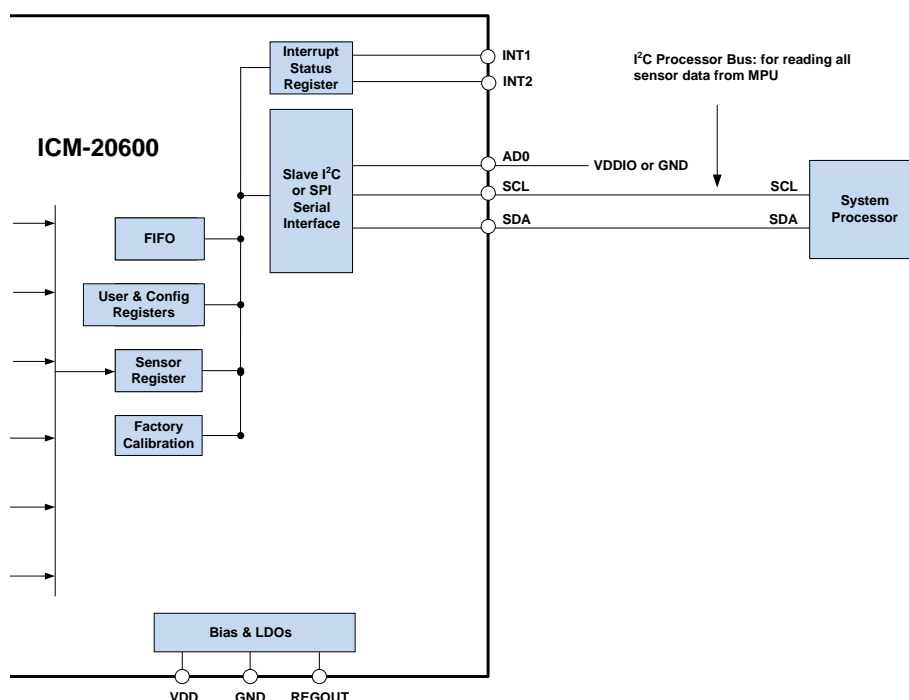 Interrupt
Status
Register
INT1
INT2
I²C Processor Bus: for reading all
sensor data from MPU
ICM-20600
Slave I²C
or SPI
Serial
Interface
AD0
VDDIO or GND
SCL
SCL
SDA
SDA
System
Processor
FIFO
User & Config
Registers
Sensor
Register
Factory
Calibration
Bias & LDOs
VDD
GND
REGOUT